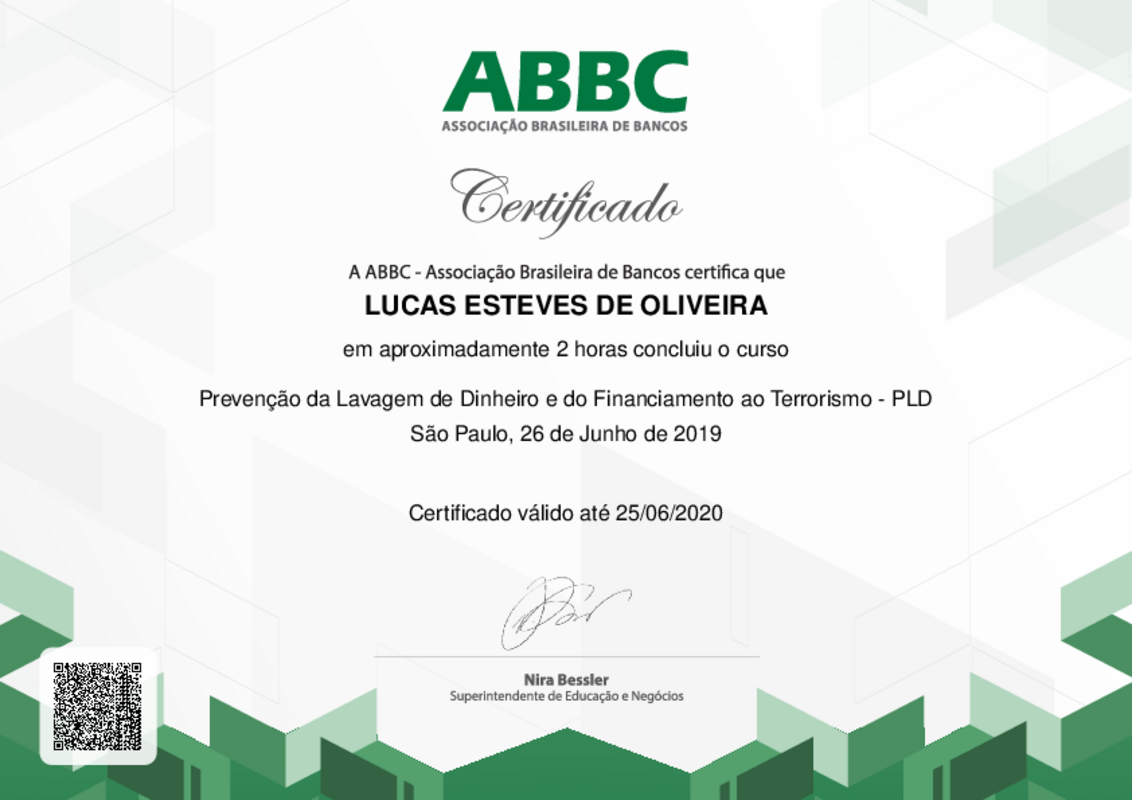 ABBC
ASSOCIAÇÃO BRASILEIRA DE BANCOS
Certificado
A ABBC - Associação Brasileira de Bancos certifica que
LUCAS ESTEVES DE OLIVEIRA
em aproximadamente 2 horas concluiu o curso
Prevenção da Lavagem de Dinheiro e do Financiamento ao Terrorismo - PLD
São Paulo, 26 de Junho de 2019
Certificado válido até 25/06/2020
Nira Bessler
Superintendente de Educação e Negócios